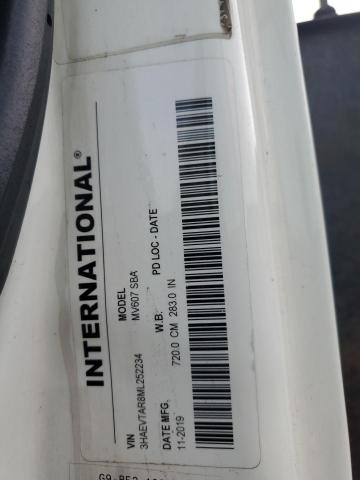 INTERNATIONAL®
VIN MODEL
3HAEVTAR8ML252234 MV607 SBA
W.B. PD LOC - DATE
720.0 CM 283.0 IN
DATE MFG.
11-2019